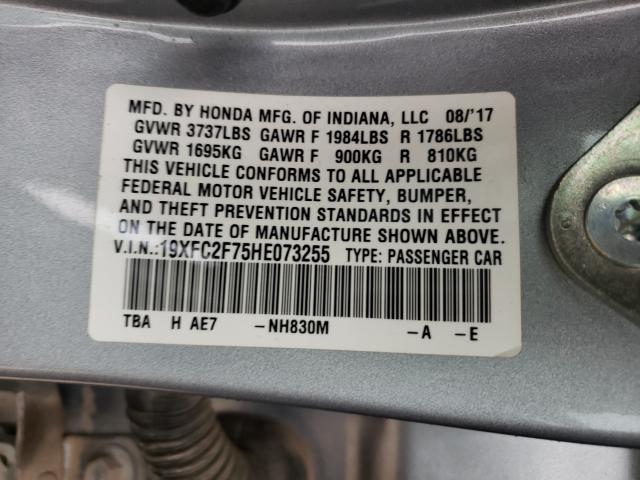 MFD. BY HONDA MFG. OF INDIANA, LLC 08/'17
GVWR 3737LBS GAWR F 1984LBS R 1786LBS
GVWR 1695KG GAWR F 900KG R 810KG
THIS VEHICLE CONFORMS TO ALL APPLICABLE
FEDERAL MOTOR VEHICLE SAFETY, BUMPER,
AND THEFT PREVENTION STANDARDS IN EFFECT
ON THE DATE OF MANUFACTURE SHOWN ABOVE.
V.I.N.:19XFC2F75HE073255 TYPE: PASSENGER CAR
TBA H AE7 -NH830M -A -E